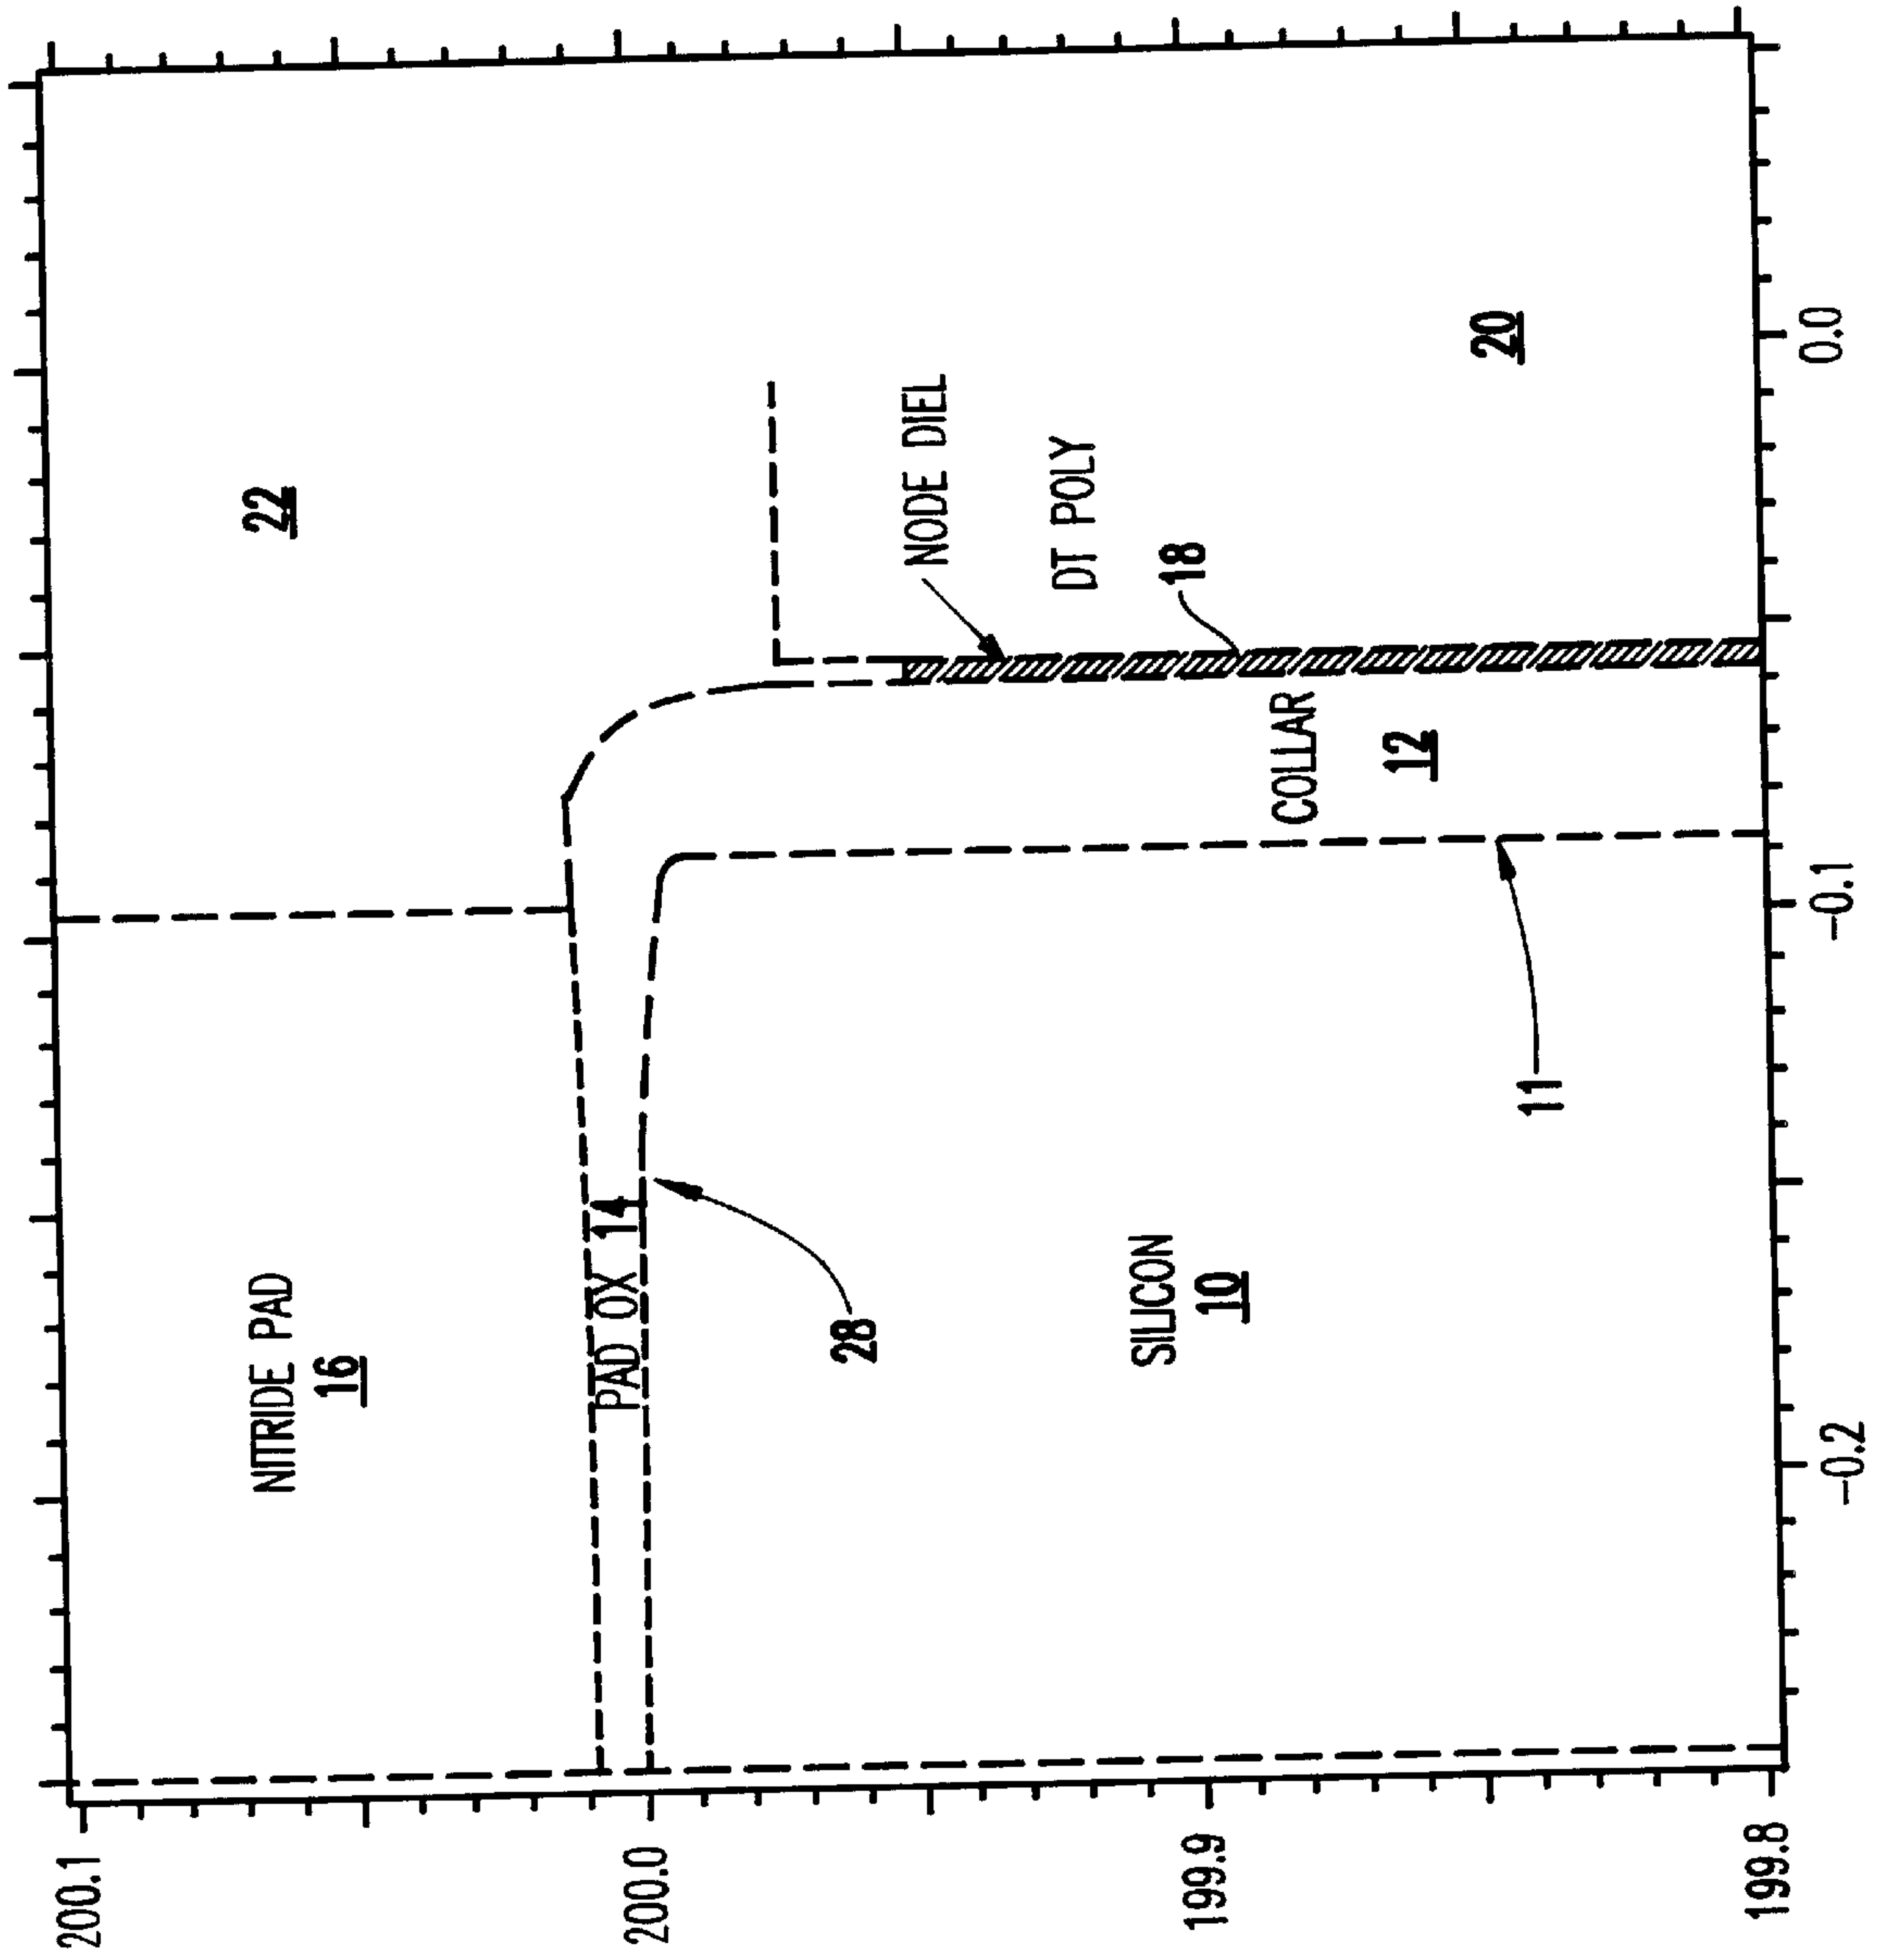 200.1
200.0
199.9
199.8
NITRIDE PAD
16
22
PAD OX 14
28
NODE DIEL
DT POLY
18
20
SILICON
10
COLLAR
12
11
-0.2
-0.1
0.0